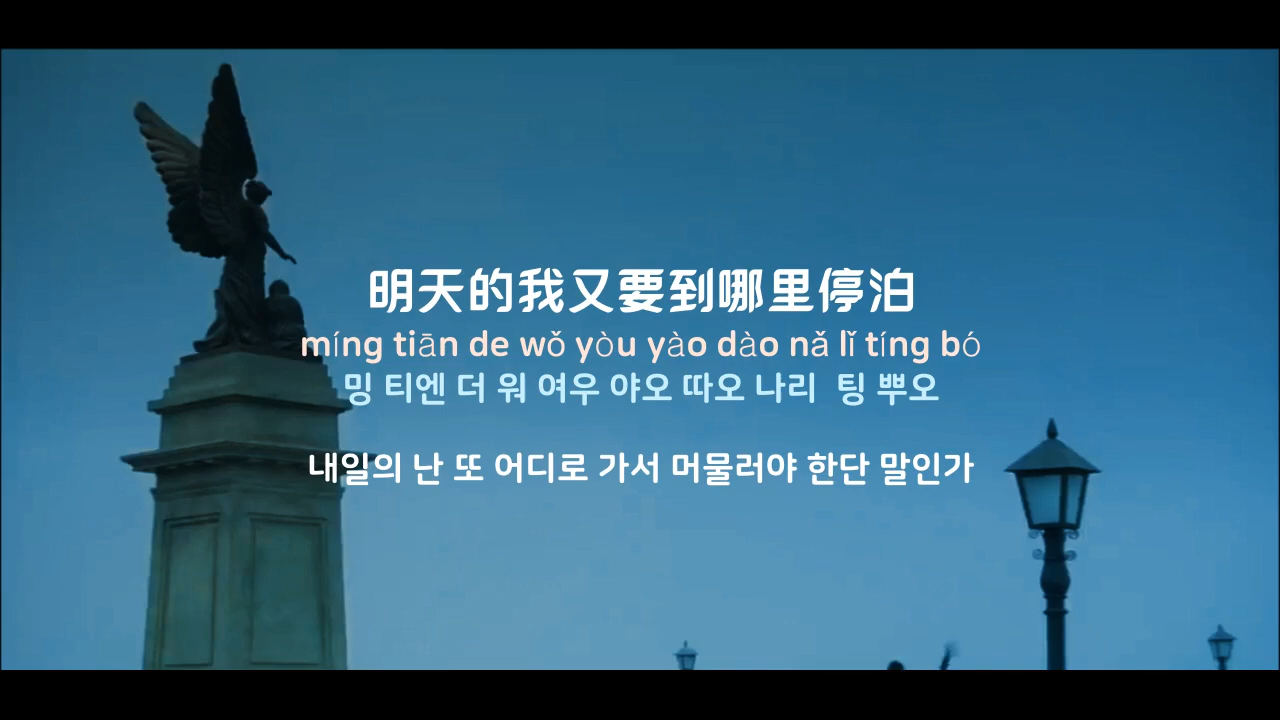 明天的我又要到哪里停泊
míng tiān de wǒ yòu yào dào nǎ lǐ tíng bó
밍 티엔 더 워 여우 야오 따오 나리 팅 뿌오
내일의 난 또 어디로 가서 머물러야 한단 말인가